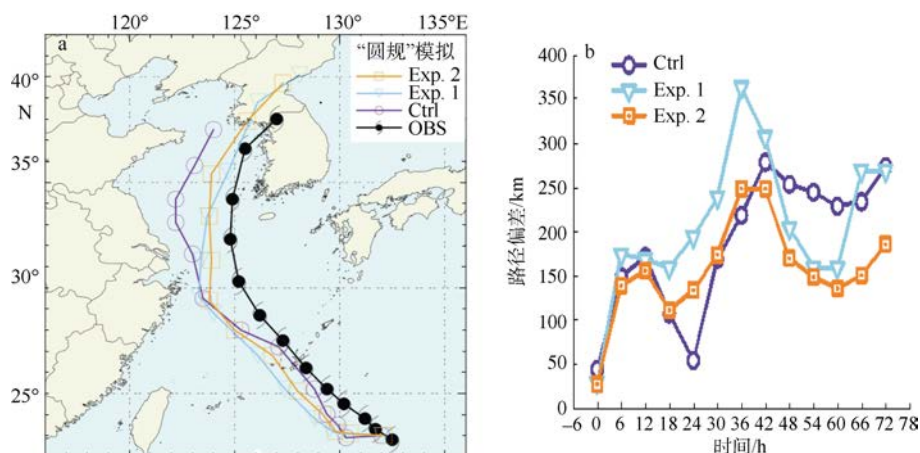 120° 125° 130° 135°E
a
“圆规”模拟
Exp. 2
Exp. 1
Ctrl
OBS
40°
N
35°
30°
25°
b
Ctrl
Exp. 1
Exp. 2
路径偏差/km
400
350
300
250
200
150
100
50
0
−6 0 6 12 18 24 30 36 42 48 54 60 66 72 78
时间/h